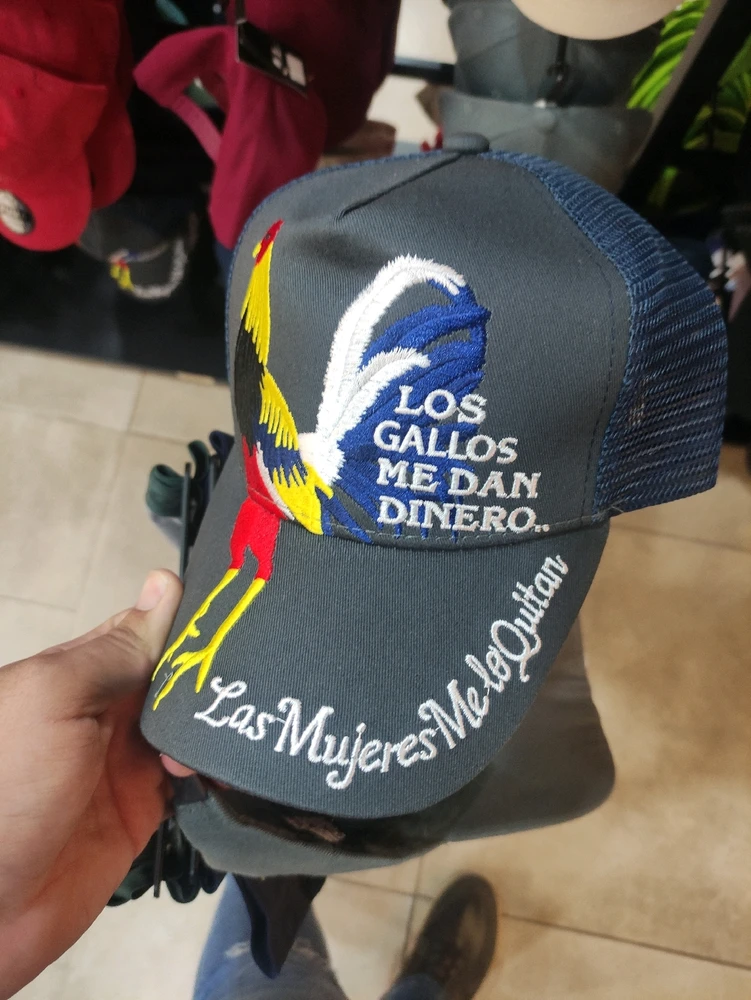 LOS
GALLOS
ME DAN
DINERO..
Las Mujeres Me lo Quitan